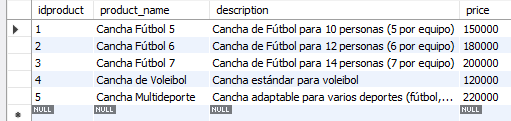 idproduct product_name description price
1 Cancha Fútbol 5 Cancha de Fútbol para 10 personas (5 por equipo) 150000
2 Cancha Fútbol 6 Cancha de Fútbol para 12 personas (6 por equipo) 180000
3 Cancha Fútbol 7 Cancha de Fútbol para 14 personas (7 por equipo) 200000
4 Cancha de Voleibol Cancha estándar para voleibol 120000
5 Cancha Multideporte Cancha adaptable para varios deportes (fútbol,... 220000
NULL NULL NULL NULL